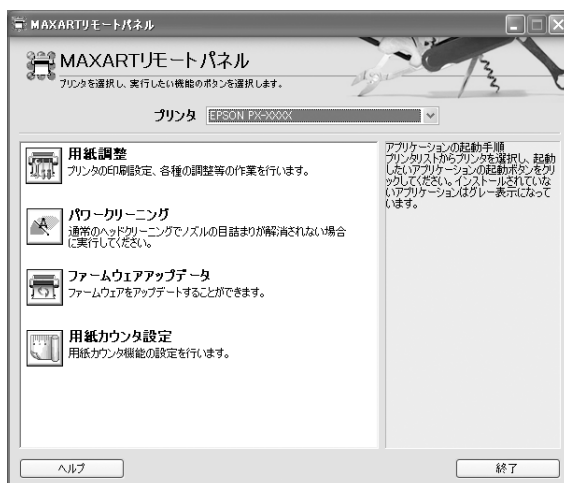 MAXARTリモートパネル
MAXARTリモートパネル
プリンタを選択し、実行したい機能のボタンを選択します。
プリンタ EPSON PX-XXXX
用紙調整
プリンタの印刷設定、各種の調整等の作業を行います。
パワークリーニング
通常のヘッドクリーニングでノズルの目詰まりが解消されない場合
に実行してください。
ファームウェアアップデータ
ファームウェアをアップデートすることができます。
用紙カウンタ設定
用紙カウンタ機能の設定を行います。
アプリケーションの起動手順
プリンタリストからプリンタを選択し、起動
したいアプリケーションの起動ボタンをクリ
ックしてください。インストールされていな
いアプリケーションはグレー表示になって
います。
ヘルプ
終了